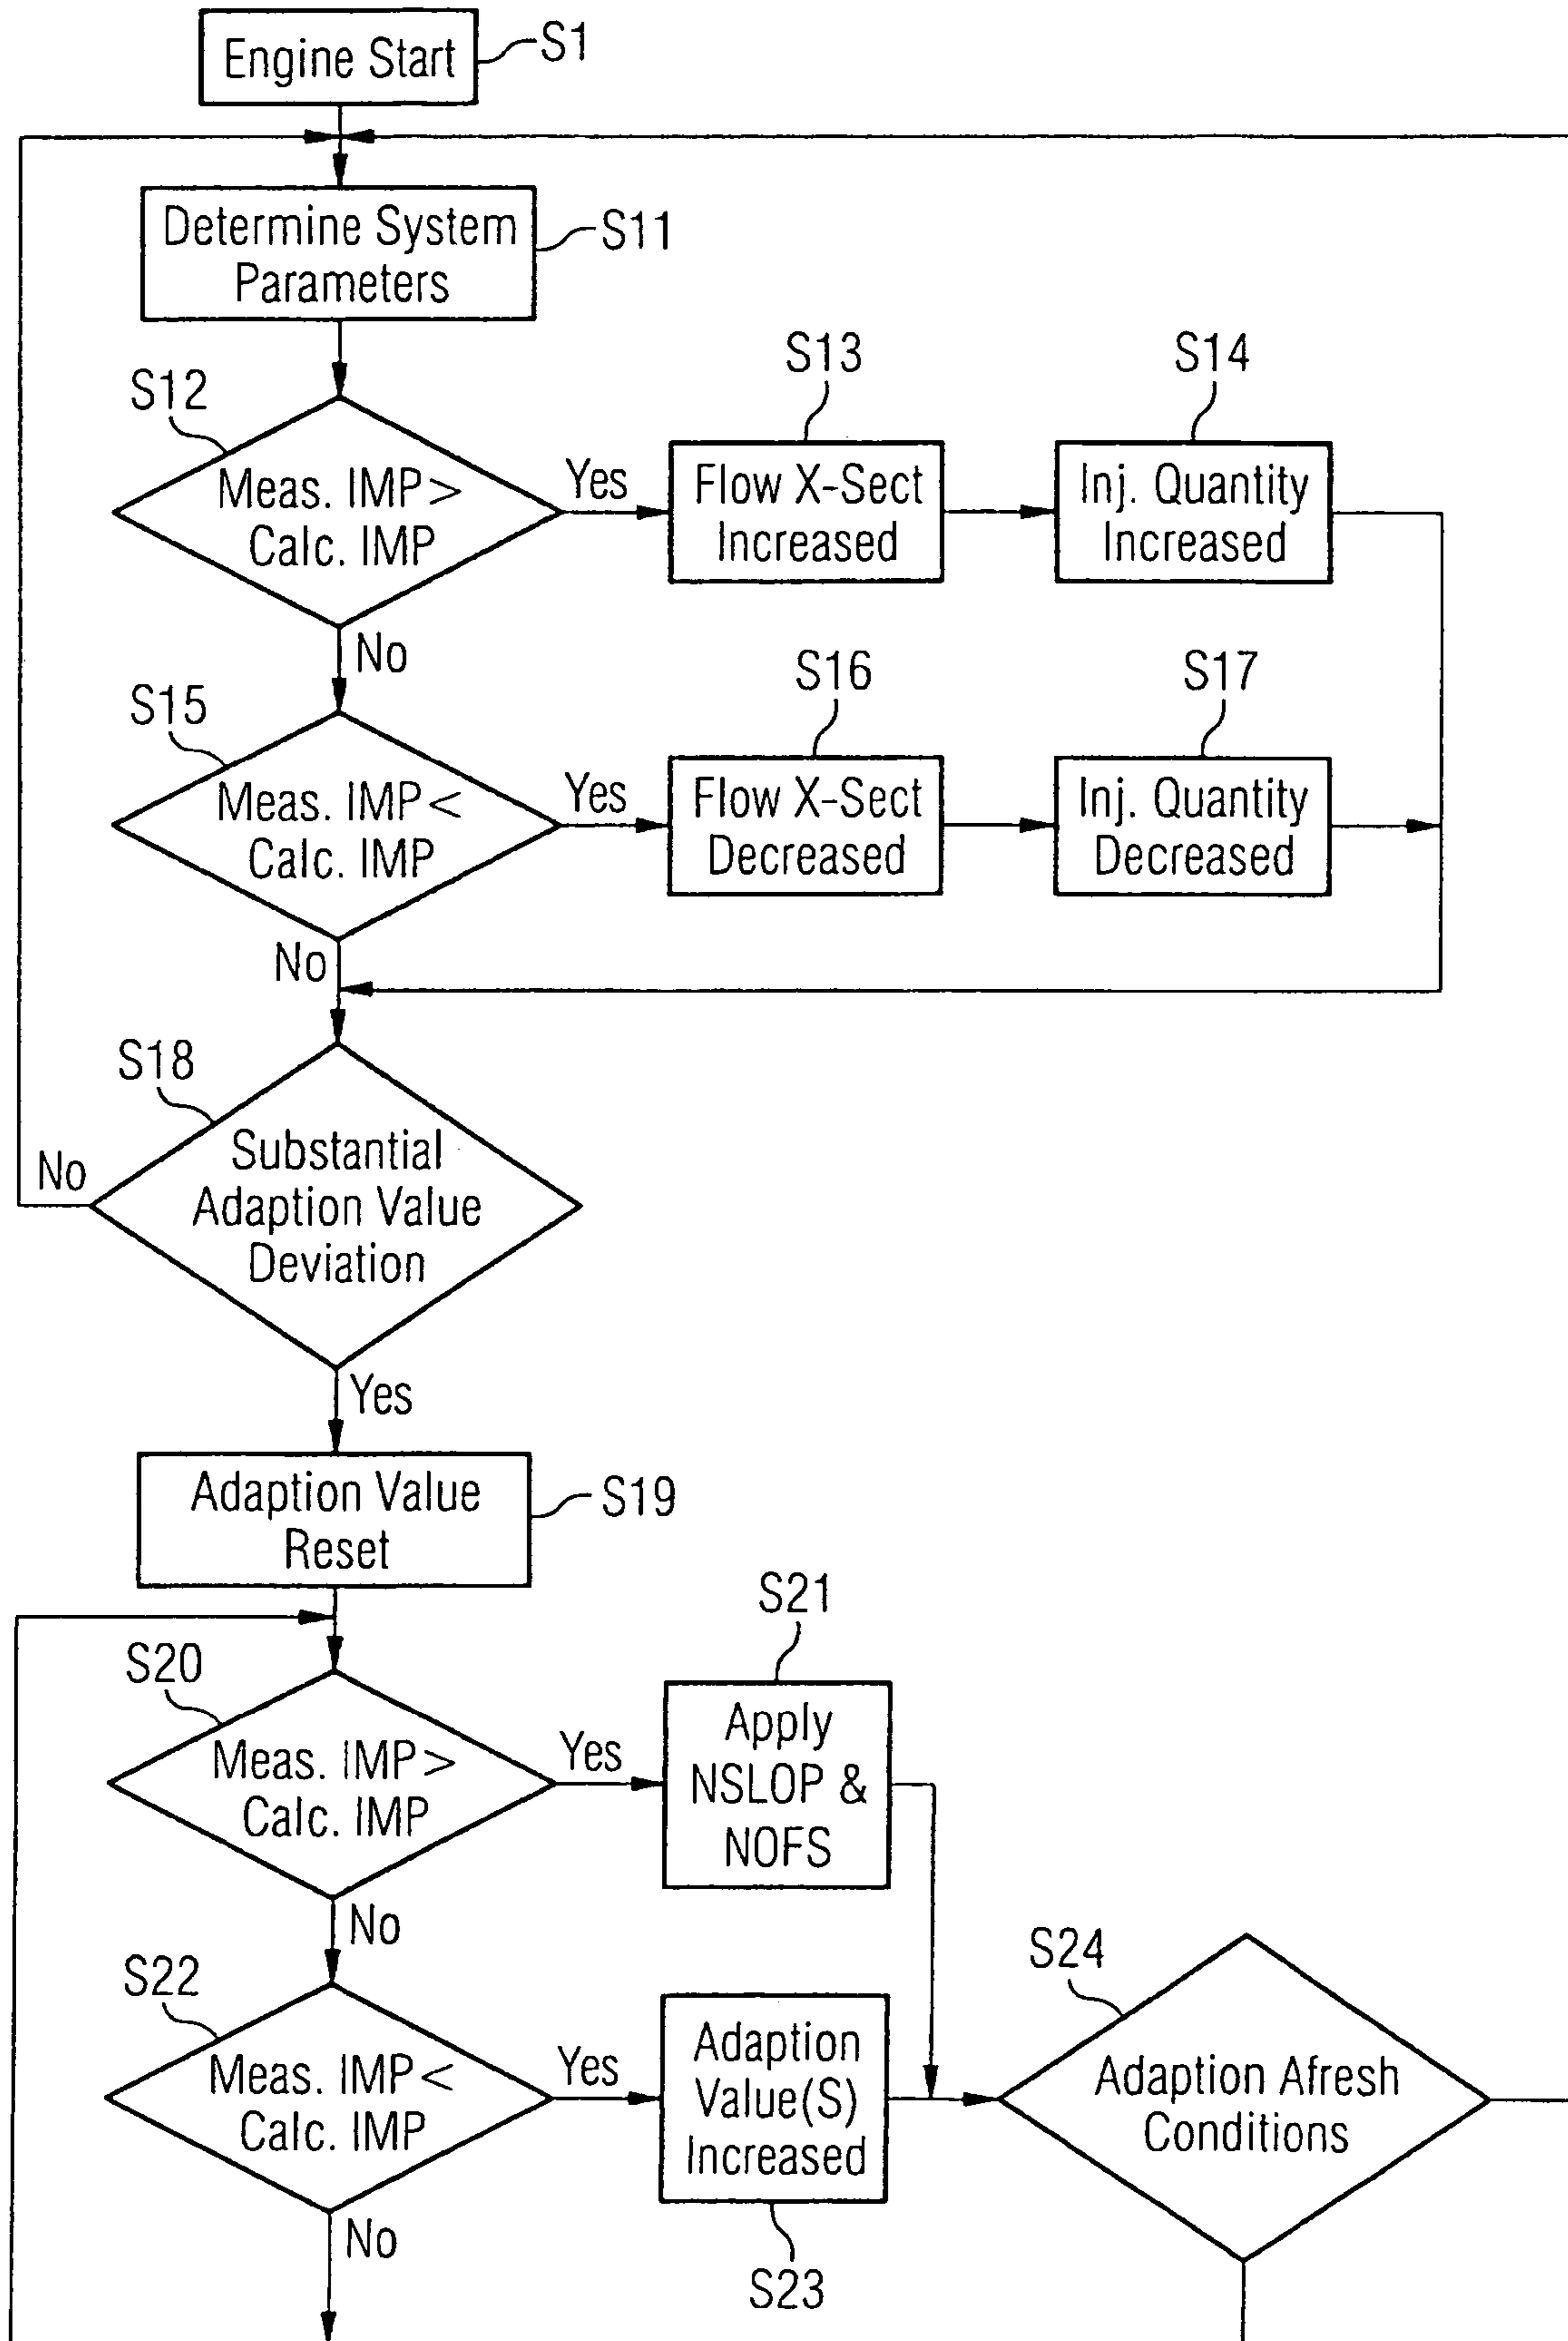 Engine Start
S1
Determine System
Parameters
S11
S12
Meas. IMP>
Calc. IMP
Yes
S13
Flow X-Sect
Increased
S14
Inj. Quantity
Increased
No
S15
Meas. IMP<
Calc. IMP
Yes
S16
Flow X-Sect
Decreased
S17
Inj. Quantity
Decreased
No
S18
Substantial
Adaption Value
Deviation
No
Yes
Adaption Value
Reset
S19
S20
Meas. IMP>
Calc. IMP
Yes
S21
Apply
NSLOP &
NOFS
No
S22
Meas. IMP<
Calc. IMP
Yes
Adaption
Value(S)
Increased
S23
S24
Adaption Afresh
Conditions
No